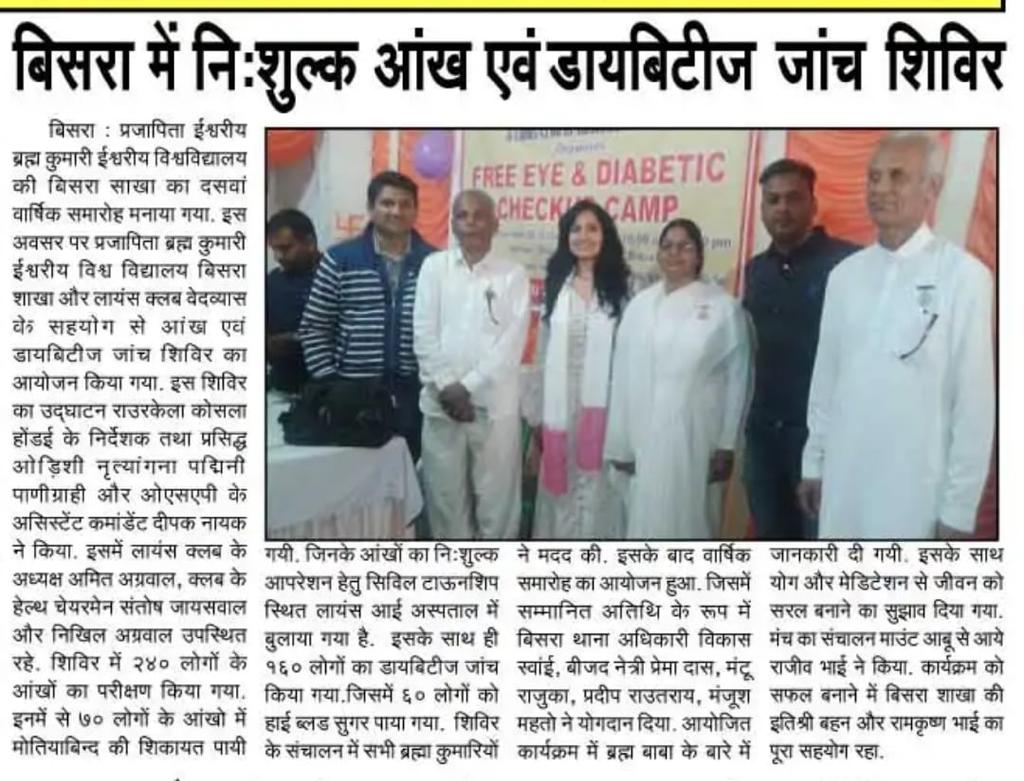 बिसरा में नि:शुल्क आंख एवं डायबिटीज जांच शिविर
बिसरा : प्रजापिता ईश्वरीय
ब्रह्म कुमारी ईश्वरीय विश्वविद्यालय
की बिसरा साखा का दसवां
वार्षिक समारोह मनाया गया. इस
अवसर पर प्रजापिता ब्रह्म कुमारी
ईश्वरीय विश्व विद्यालय बिसरा
शाखा और लायंस क्लब वेदव्यास
के सहयोग से आंख एवं
डायबिटीज जांच शिविर का
आयोजन किया गया. इस शिविर
का उद्घाटन राउरकेला कोसला
होंडई के निर्देशक तथा प्रसिद्ध
ओड़िशी नृत्यांगना पद्मिनी
पाणीग्राही और ओएसएपी के
असिस्टेंट कमांडेंट दीपक नायक
ने किया. इसमें लायंस क्लब के
अध्यक्ष अमित अग्रवाल, क्लब के
हेल्थ चेयरमेन संतोष जायसवाल
और निखिल अग्रवाल उपस्थित
रहे. शिविर में २४० लोगों के
आंखों का परीक्षण किया गया.
इनमें से ७० लोगों के आंखो में
मोतियाबिन्द की शिकायत पायी
FREE EYE & DIABETIC
CHECKUP CAMP
गयी. जिनके आंखों का नि:शुल्क
आपरेशन हेतु सिविल टाऊनशिप
स्थित लायंस आई अस्पताल में
बुलाया गया है. इसके साथ ही
१६० लोगों का डायबिटीज जांच
किया गया.जिसमें ६० लोगों को
हाई ब्लड सुगर पाया गया. शिविर
के संचालन में सभी ब्रह्मा कुमारियों
ने मदद की. इसके बाद वार्षिक
समारोह का आयोजन हुआ. जिसमें
सम्मानित अतिथि के रूप में
बिसरा थाना अधिकारी विकास
स्वांई, बीजद नेत्री प्रेमा दास, मंटू
राजुका, प्रदीप राउतराय, मंजूश
महतो ने योगदान दिया. आयोजित
कार्यक्रम में ब्रह्म बाबा के बारे में
जानकारी दी गयी. इसके साथ
योग और मेडिटेशन से जीवन को
सरल बनाने का सुझाव दिया गया.
मंच का संचालन माउंट आबू से आये
राजीव भाई ने किया. कार्यक्रम को
सफल बनाने में बिसरा शाखा की
इतिश्री बहन और रामकृष्ण भाई का
पूरा सहयोग रहा.